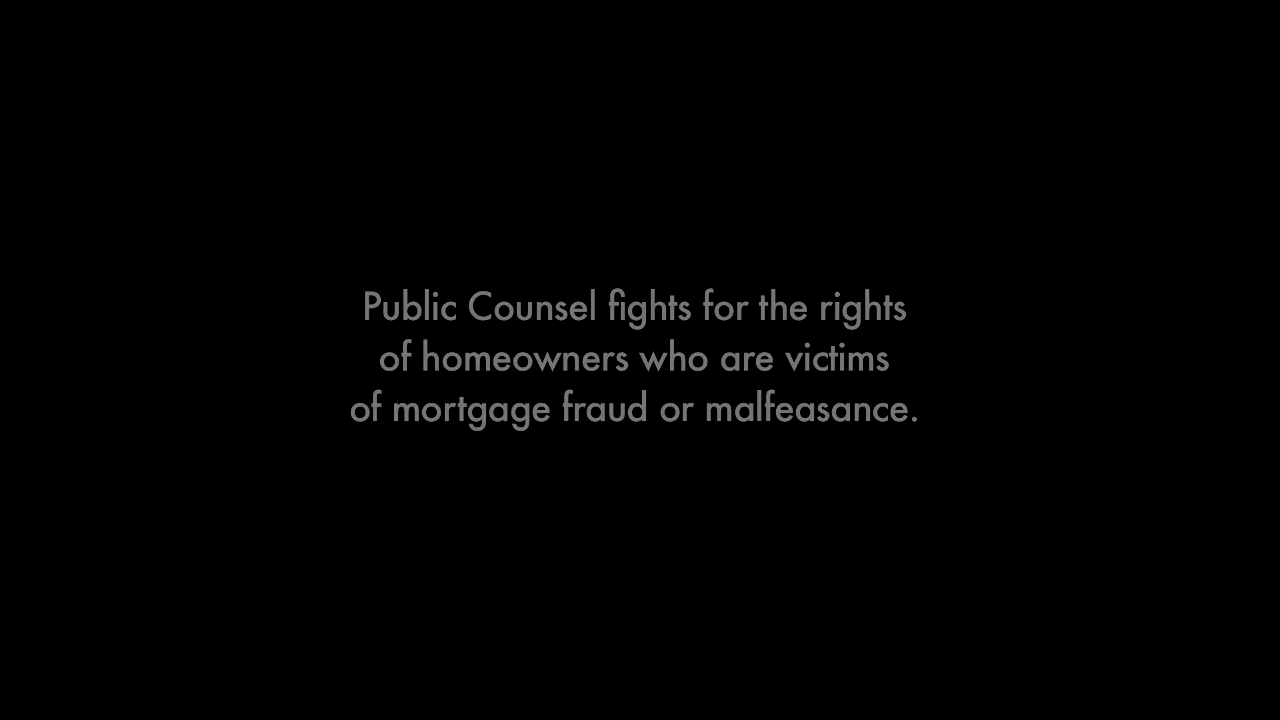 Public Counsel fights for the rights
of homeowners who are victims
of mortgage fraud or malfeasance.